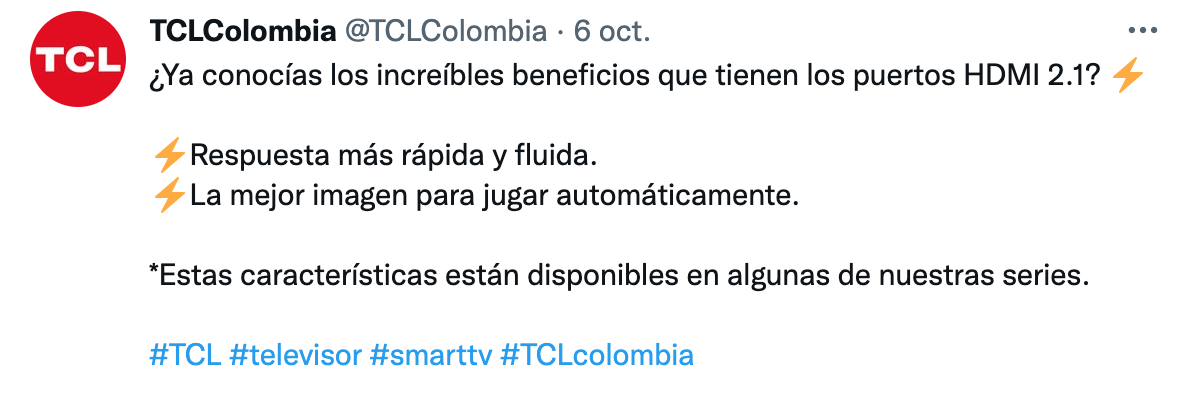 TCL
TCLColombia @TCLColombia · 6 oct.
¿Ya conocías los increíbles beneficios que tienen los puertos HDMI 2.1? ⚡
⚡Respuesta más rápida y fluida.
⚡La mejor imagen para jugar automáticamente.
*Estas características están disponibles en algunas de nuestras series.
#TCL #televisor #smarttv #TCLcolombia